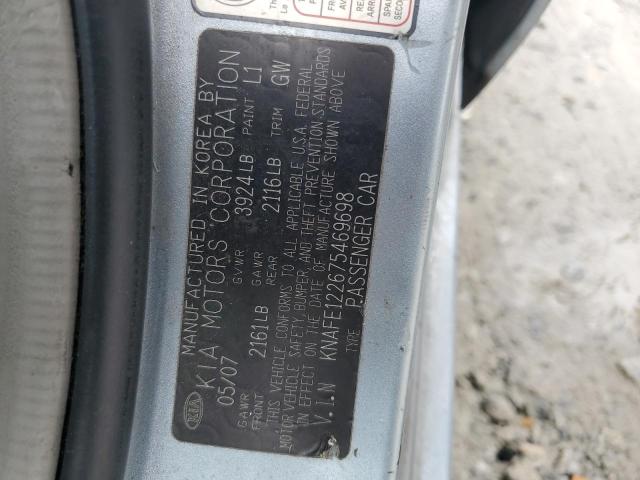 MANUFACTURED IN KOREA BY
KIA MOTORS CORPORATION
05/07 GVWR 3924LB PAINT L1
GAWR FRONT 2161LB GAWR REAR 2116LB TRIM GW
THIS VEHICLE CONFORMS TO ALL APPLICABLE U.S.A. FEDERAL
MOTOR VEHICLE SAFETY, BUMPER, AND THEFT PREVENTION STANDARDS
IN EFFECT ON THE DATE OF MANUFACTURE SHOWN ABOVE
V.I.N KNAFE122675469698
TYPE PASSENGER CAR
KIA